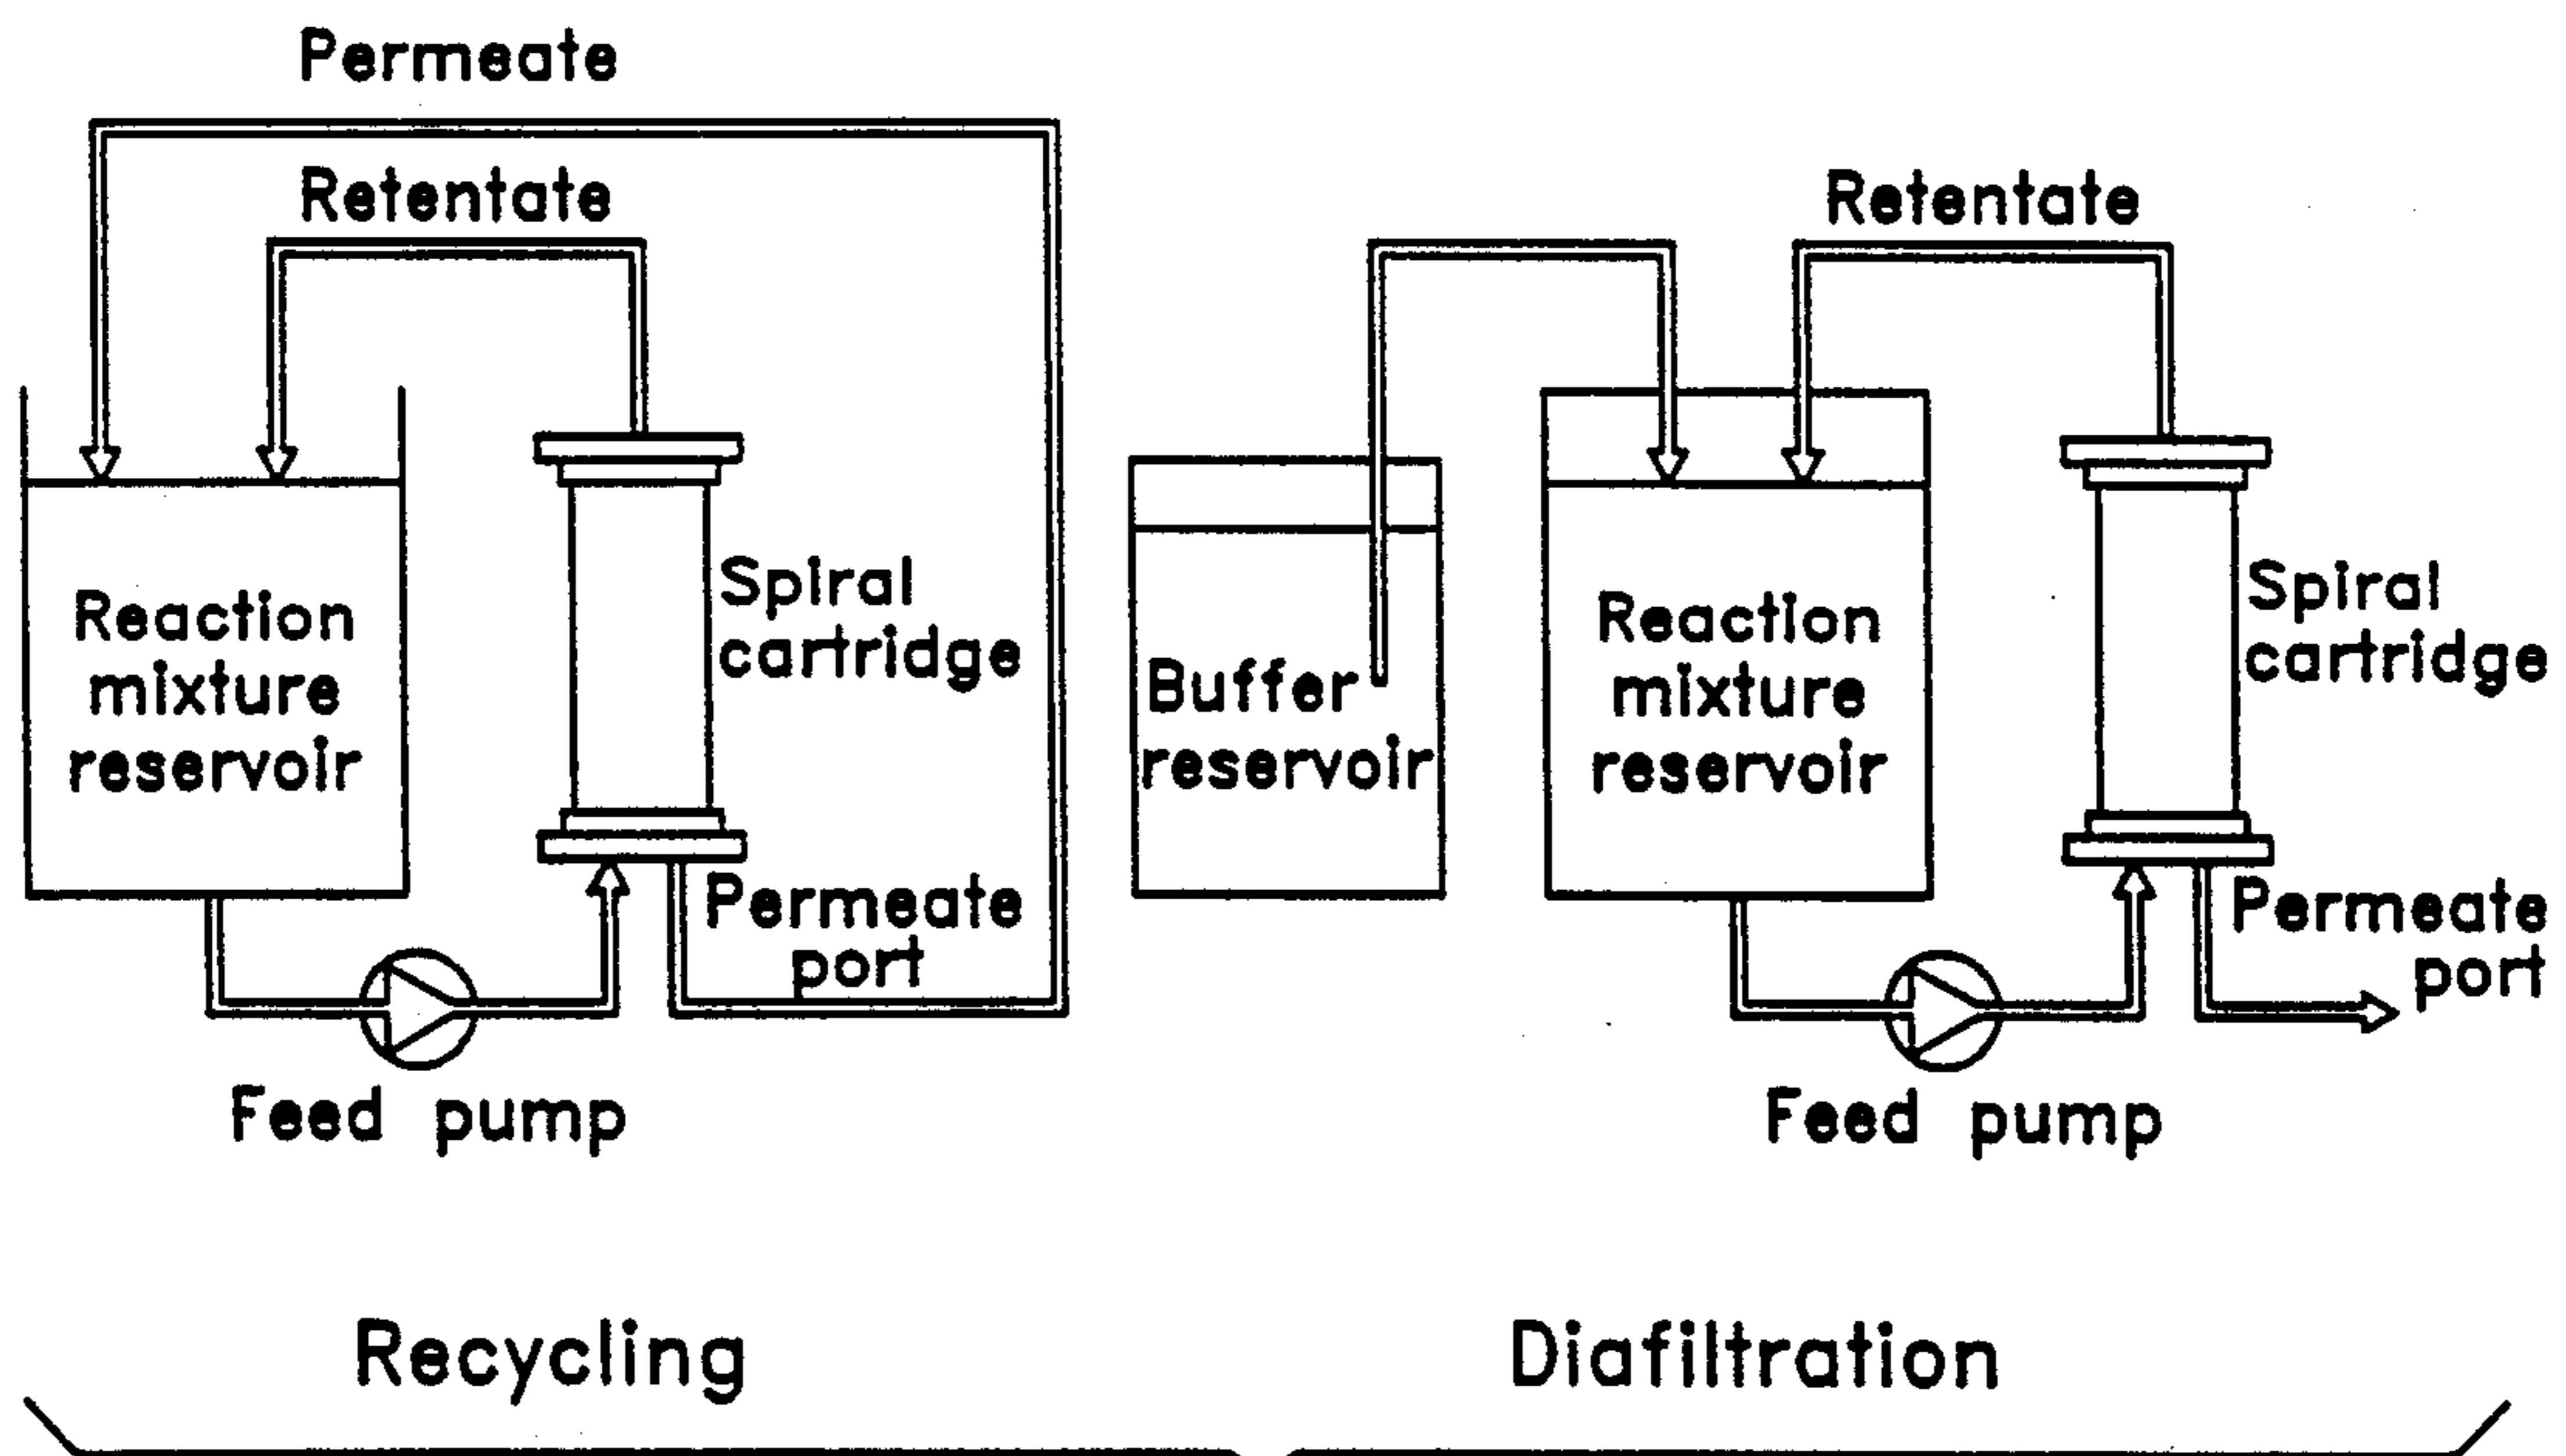 Permeate
Retentate
Reaction
mixture
reservoir
Spiral
cartridge
Permeate
port
Feed pump
Recycling
Retentate
Buffer
reservoir
Reaction
mixture
reservoir
Spiral
cartridge
Permeate
port
Feed pump
Diafiltration